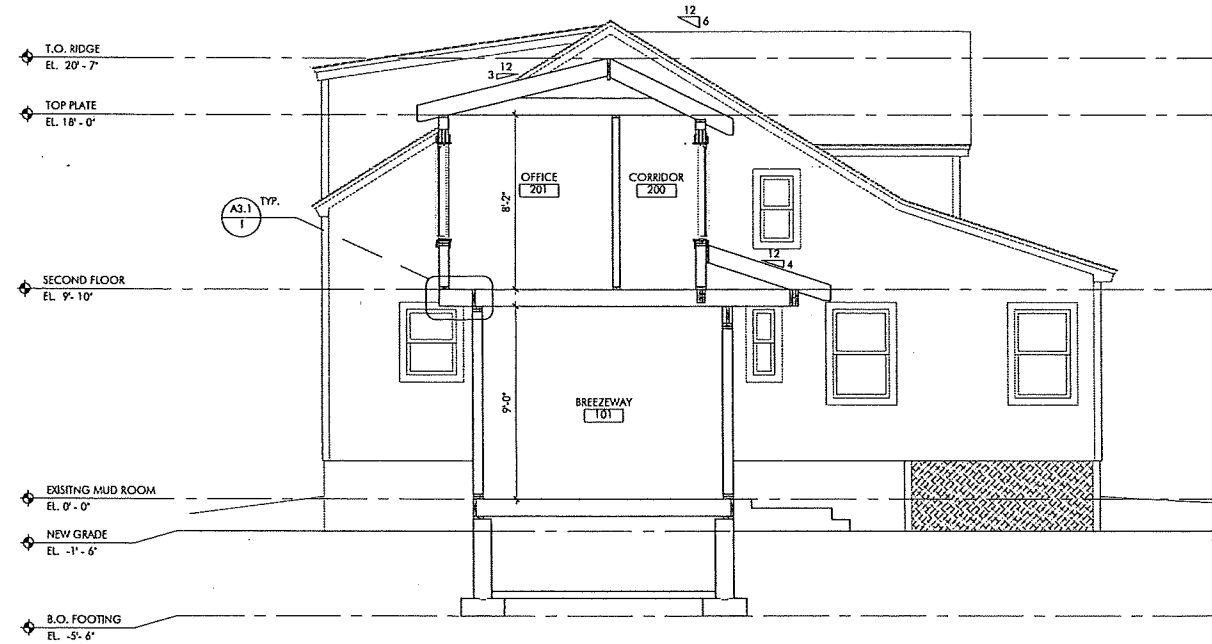 12
6
T.O. RIDGE
EL. 20' - 7"
12
3
TOP PLATE
EL. 18' - 0"
OFFICE
201
CORRIDOR
200
8'-2"
A3.1
1
TYP.
12
4
SECOND FLOOR
EL. 9'- 10"
BREEZEWAY
101
9'-0"
EXISITNG MUD ROOM
EL. 0' - 0"
NEW GRADE
EL. -1' - 6"
B.O. FOOTING
EL. -5'- 6"